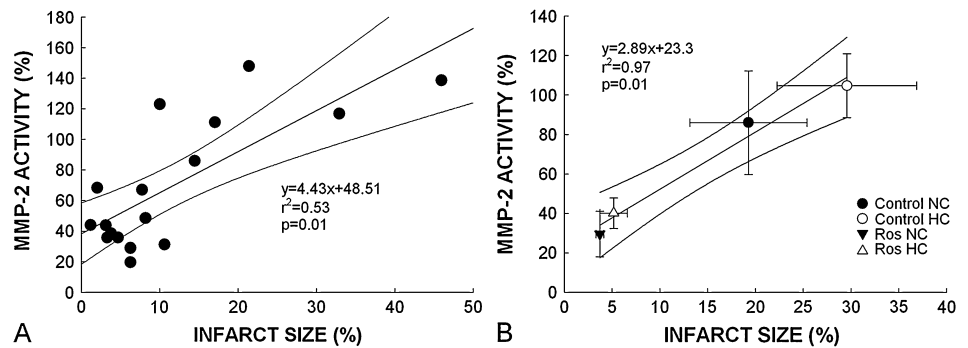 180
160
140
120
100
80
60
40
20
0
MMP-2 ACTIVITY (%)
y=4.43x+48.51
r²=0.53
p=0.01
0 10 20 30 40 50
A INFARCT SIZE (%)
140
120
100
80
60
40
20
0
MMP-2 ACTIVITY (%)
y=2.89x+23.3
r²=0.97
p=0.01
Control NC
Control HC
Ros NC
Ros HC
0 5 10 15 20 25 30 35 40
B INFARCT SIZE (%)